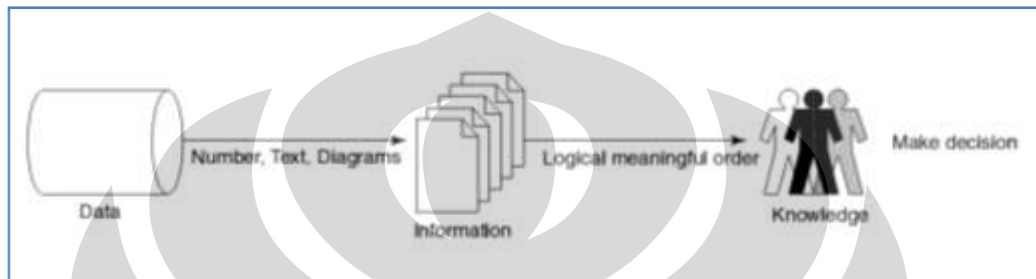 Data
Number, Text, Diagrams
Information
Logical meaningful order
Knowledge
Make decision